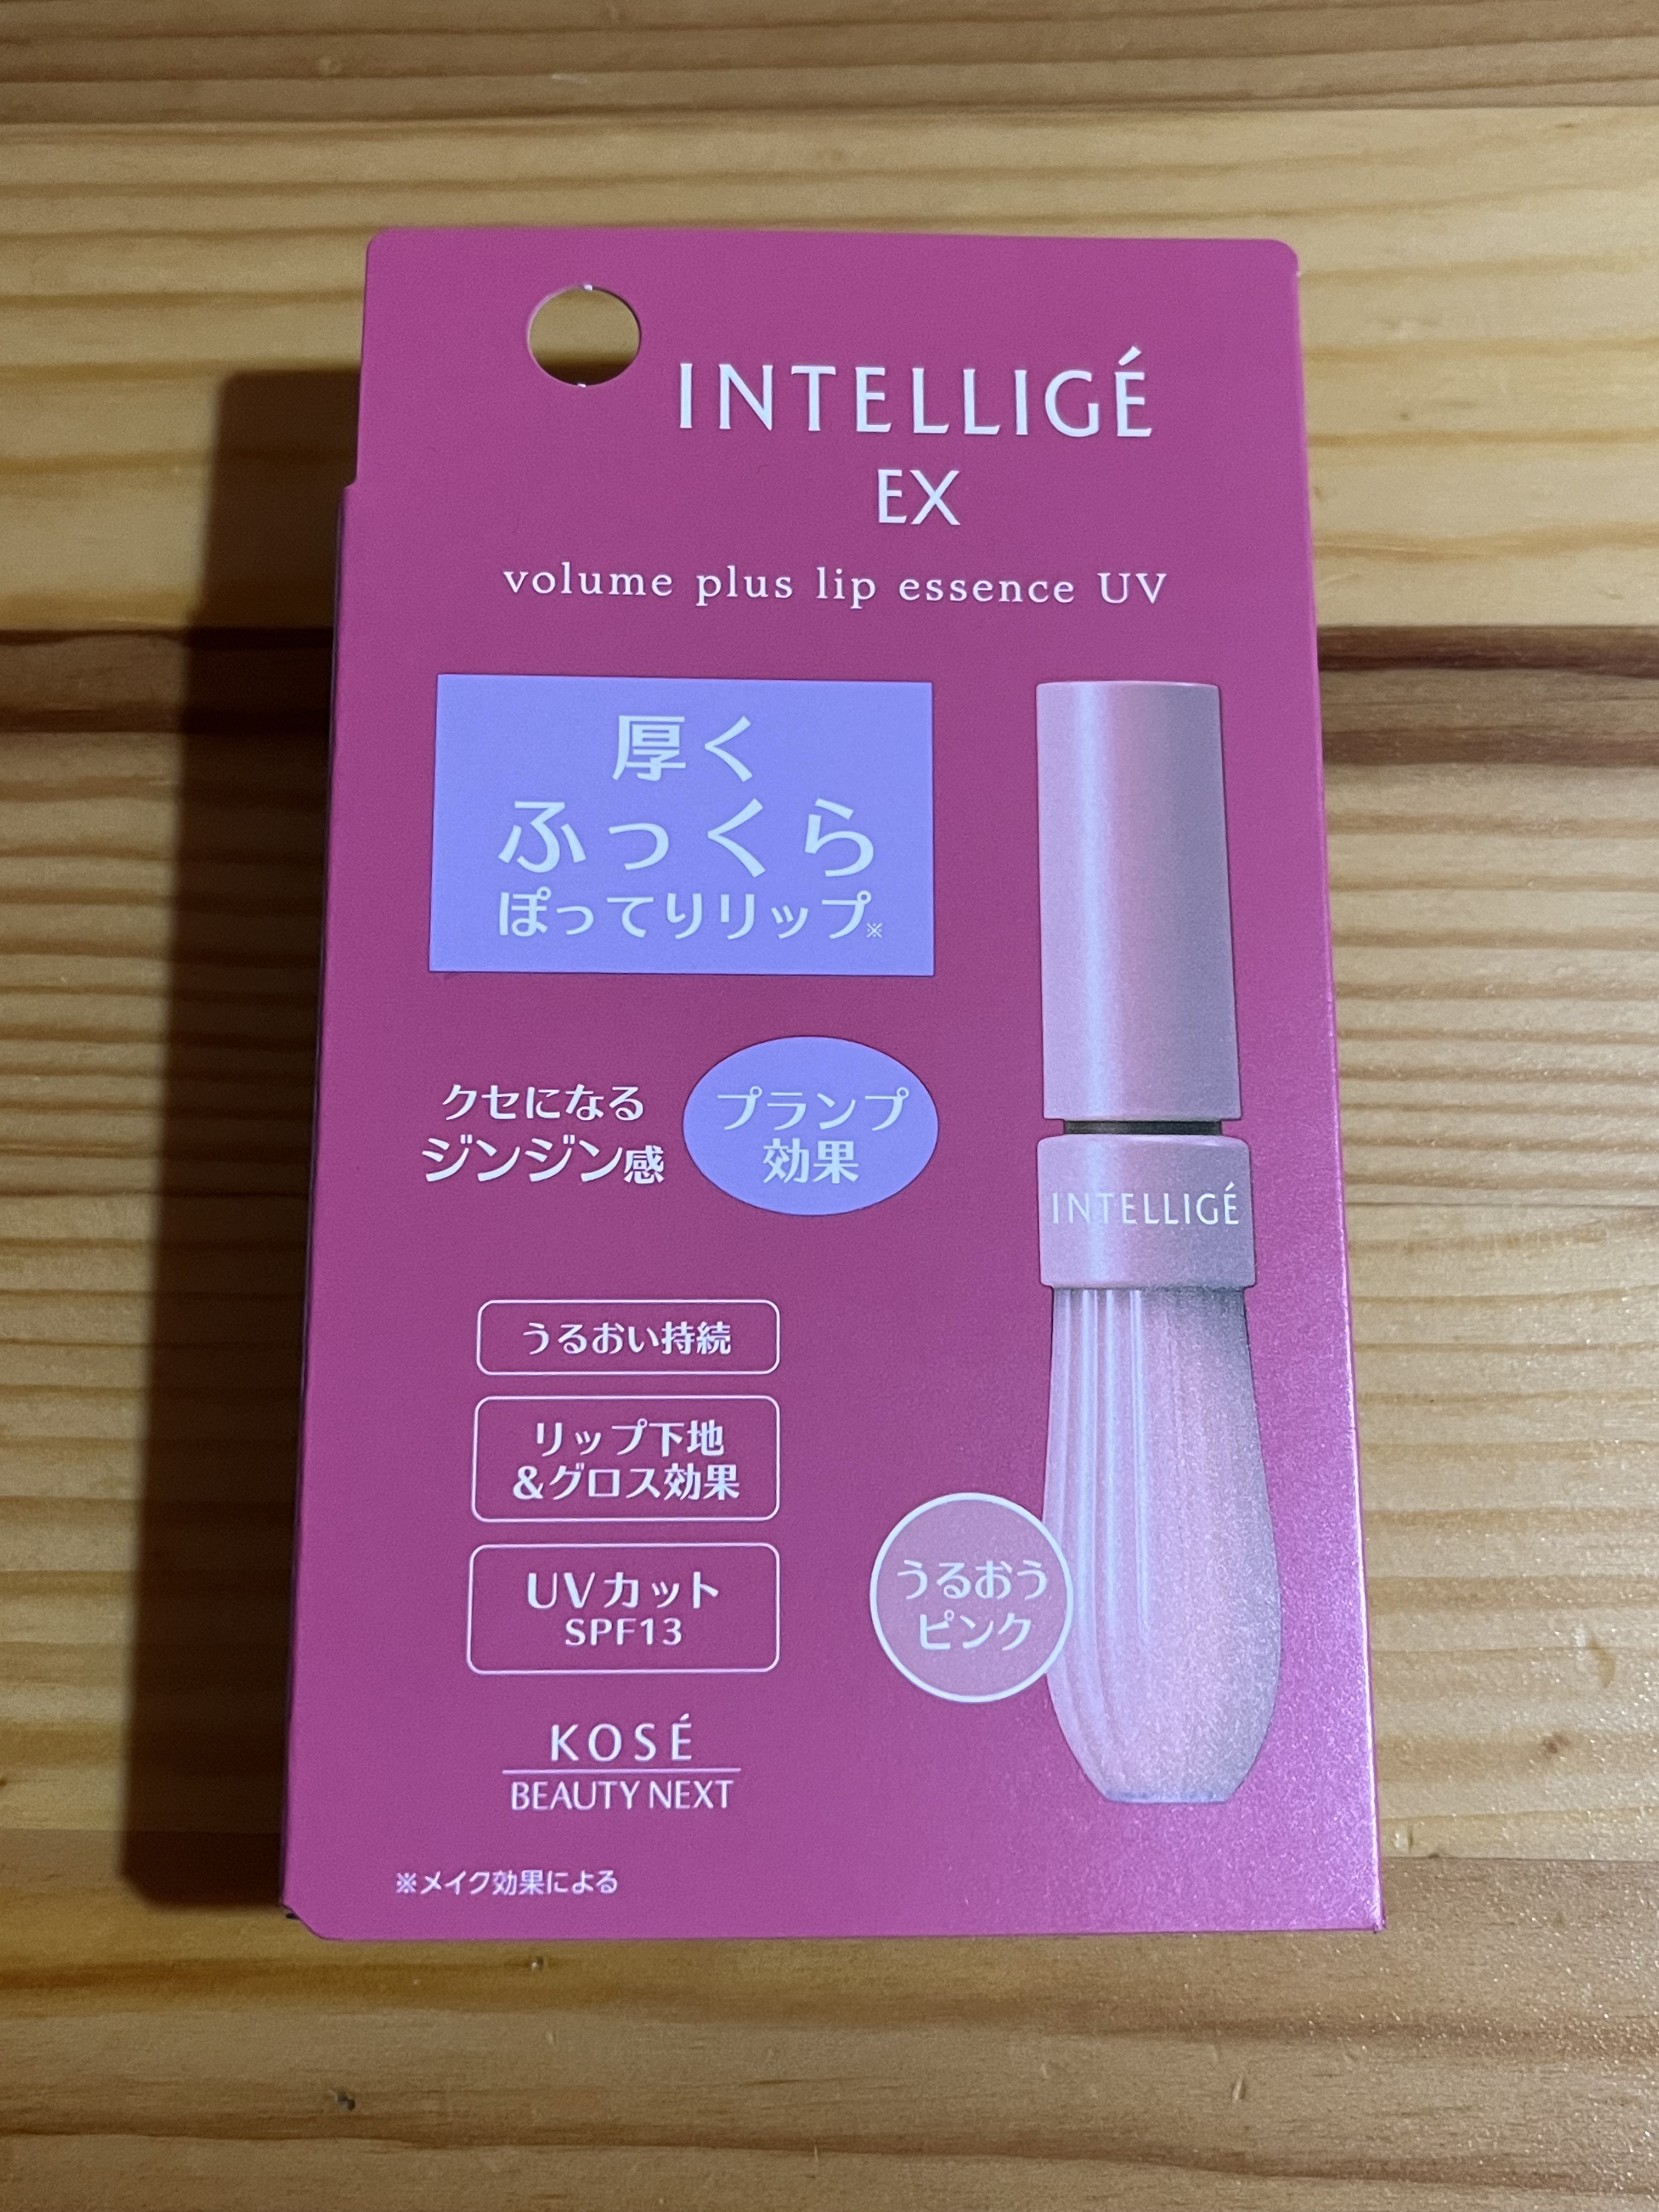 INTELLIGÉ
EX
volume plus lip essence UV
厚く
ふっくら
ぽってりリップ※
クセになる
ジンジン感
プランプ
効果
INTELLIGÉ
うるおい持続
リップ下地
&グロス効果
UVカット
SPF13
うるおう
ピンク
KOSÉ
BEAUTY NEXT
※メイク効果による